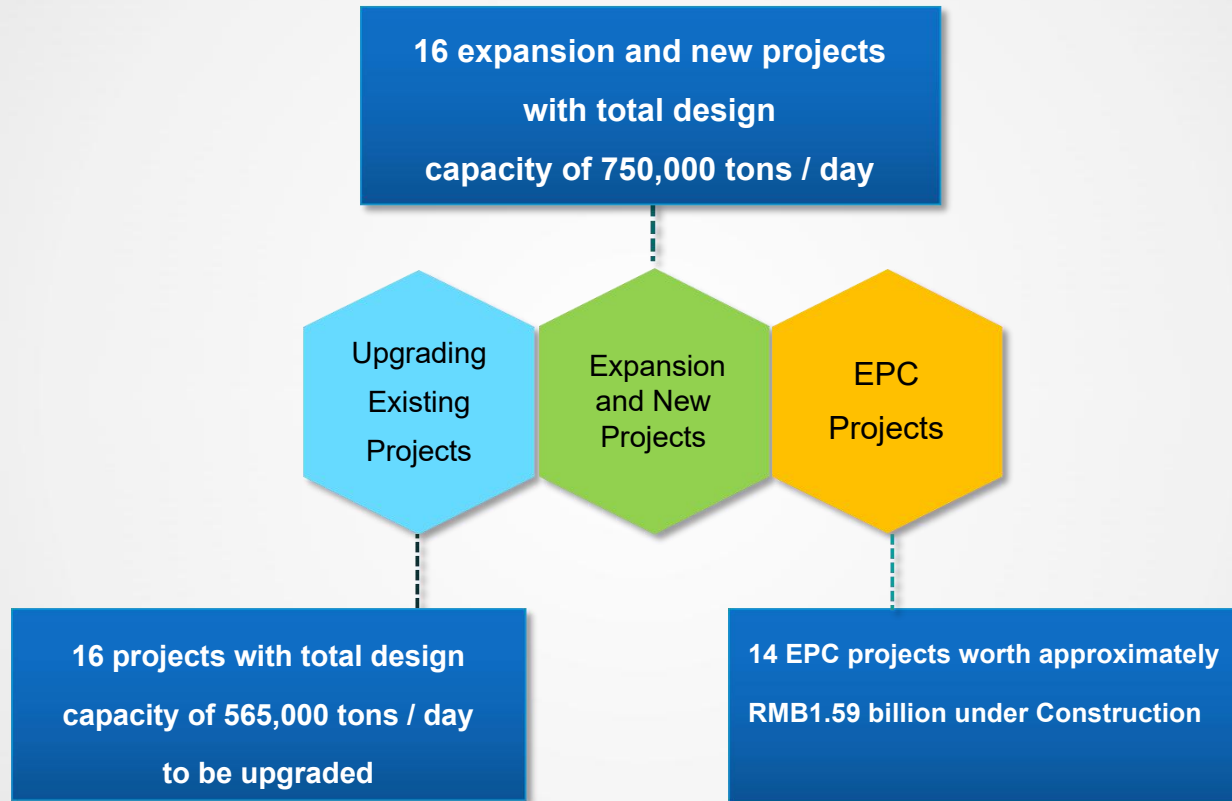 16 expansion and new projects
with total design
capacity of 750,000 tons / day
Upgrading
Existing
Projects
Expansion
and New
Projects
EPC
Projects
16 projects with total design
capacity of 565,000 tons / day
to be upgraded
14 EPC projects worth approximately
RMB1.59 billion under Construction